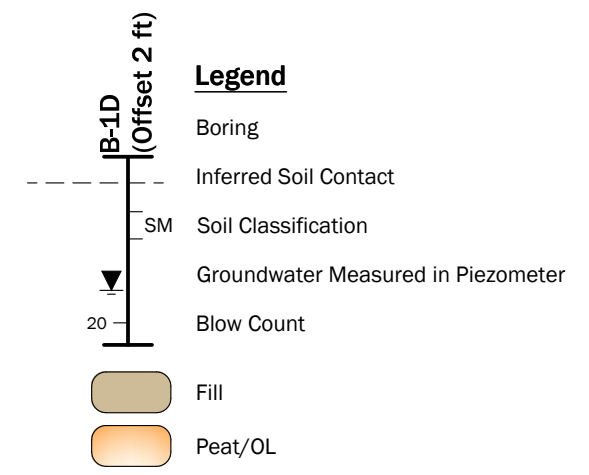 B-1D
(Offset 2 ft)
Legend
Boring
Inferred Soil Contact
SM Soil Classification
Groundwater Measured in Piezometer
20 Blow Count
Fill
Peat/OL